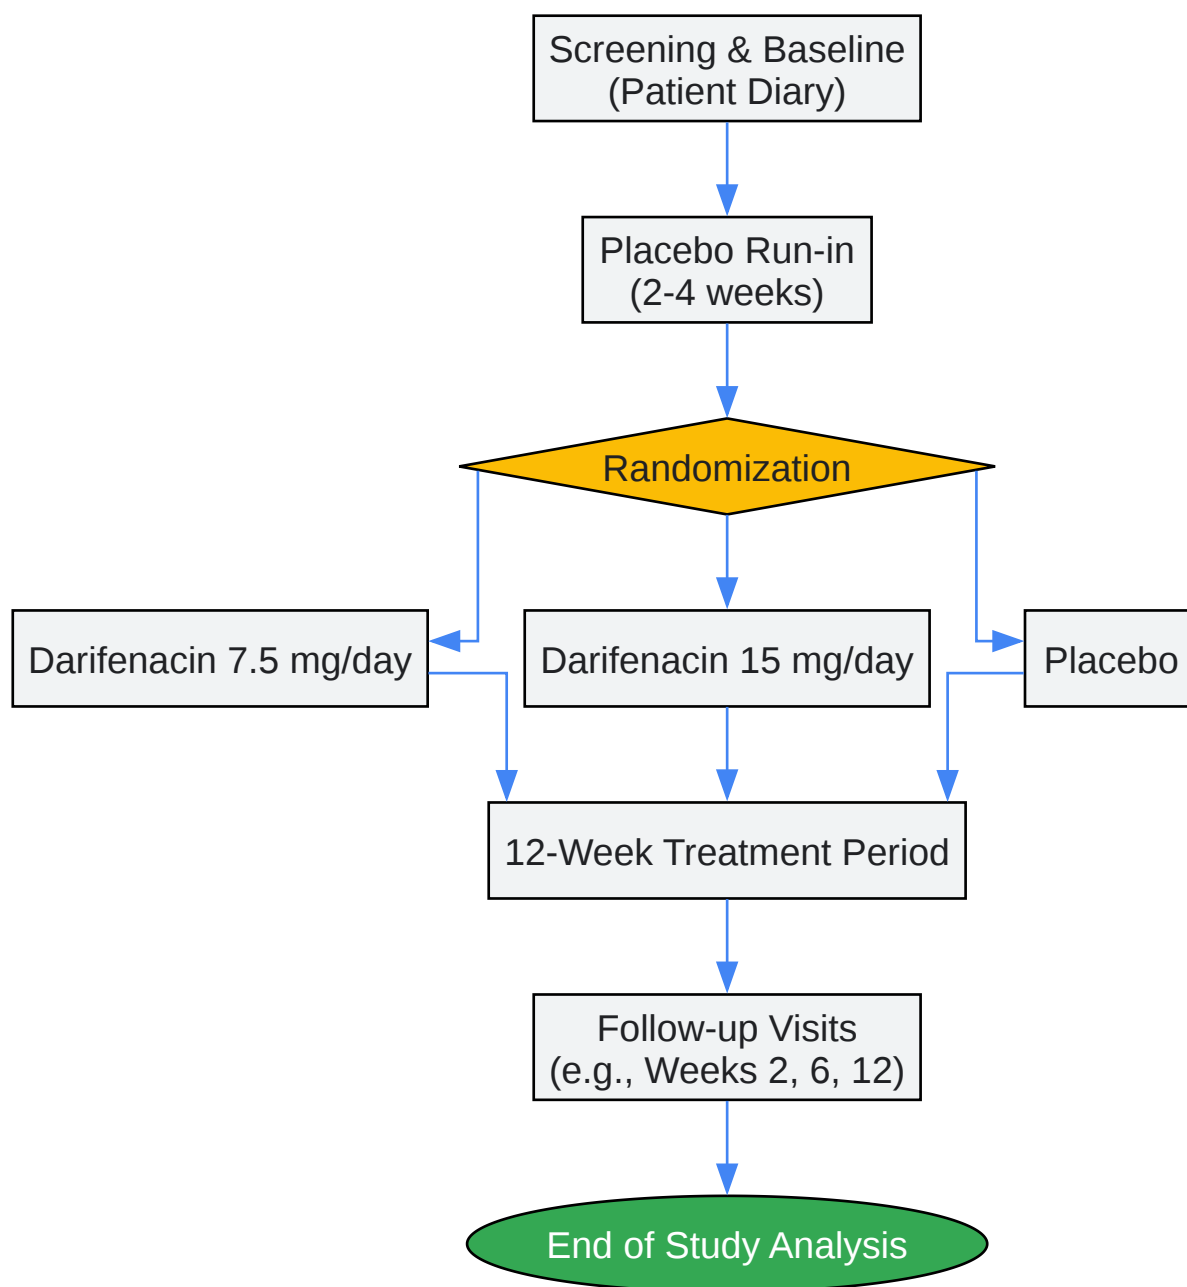 Screening & Baseline
(Patient Diary)
Placebo Run-in
(2-4 weeks)
Randomization
Darifenacin 7.5 mg/day
Darifenacin 15 mg/day
Placebo
12-Week Treatment Period
Follow-up Visits
(e.g., Weeks 2, 6, 12)
End of Study Analysis